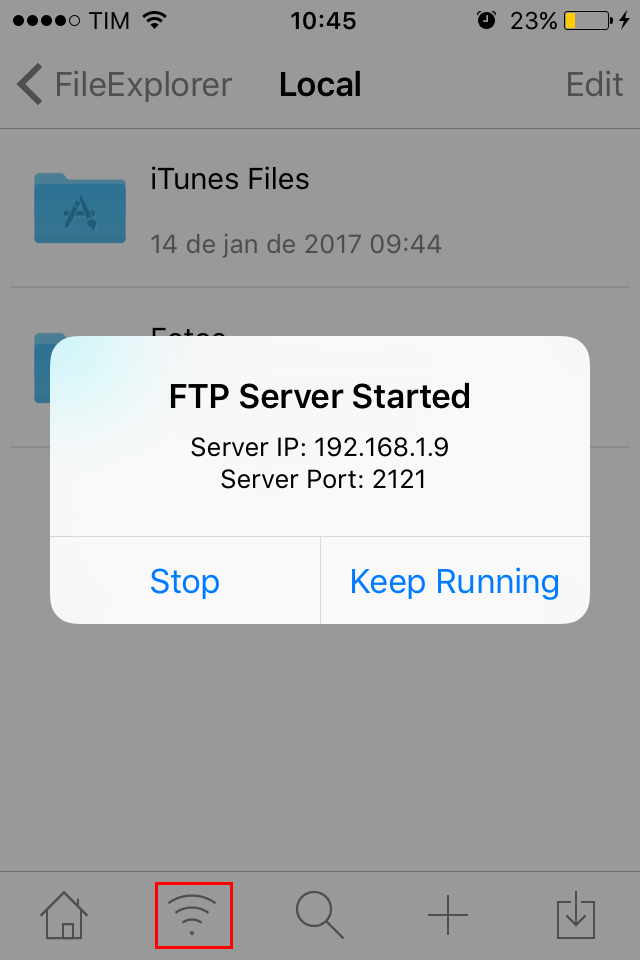 TIM 10:45 23%
FileExplorer Local Edit
iTunes Files
14 de jan de 2017 09:44
Fotos
FTP Server Started
Server IP: 192.168.1.9
Server Port: 2121
Stop Keep Running